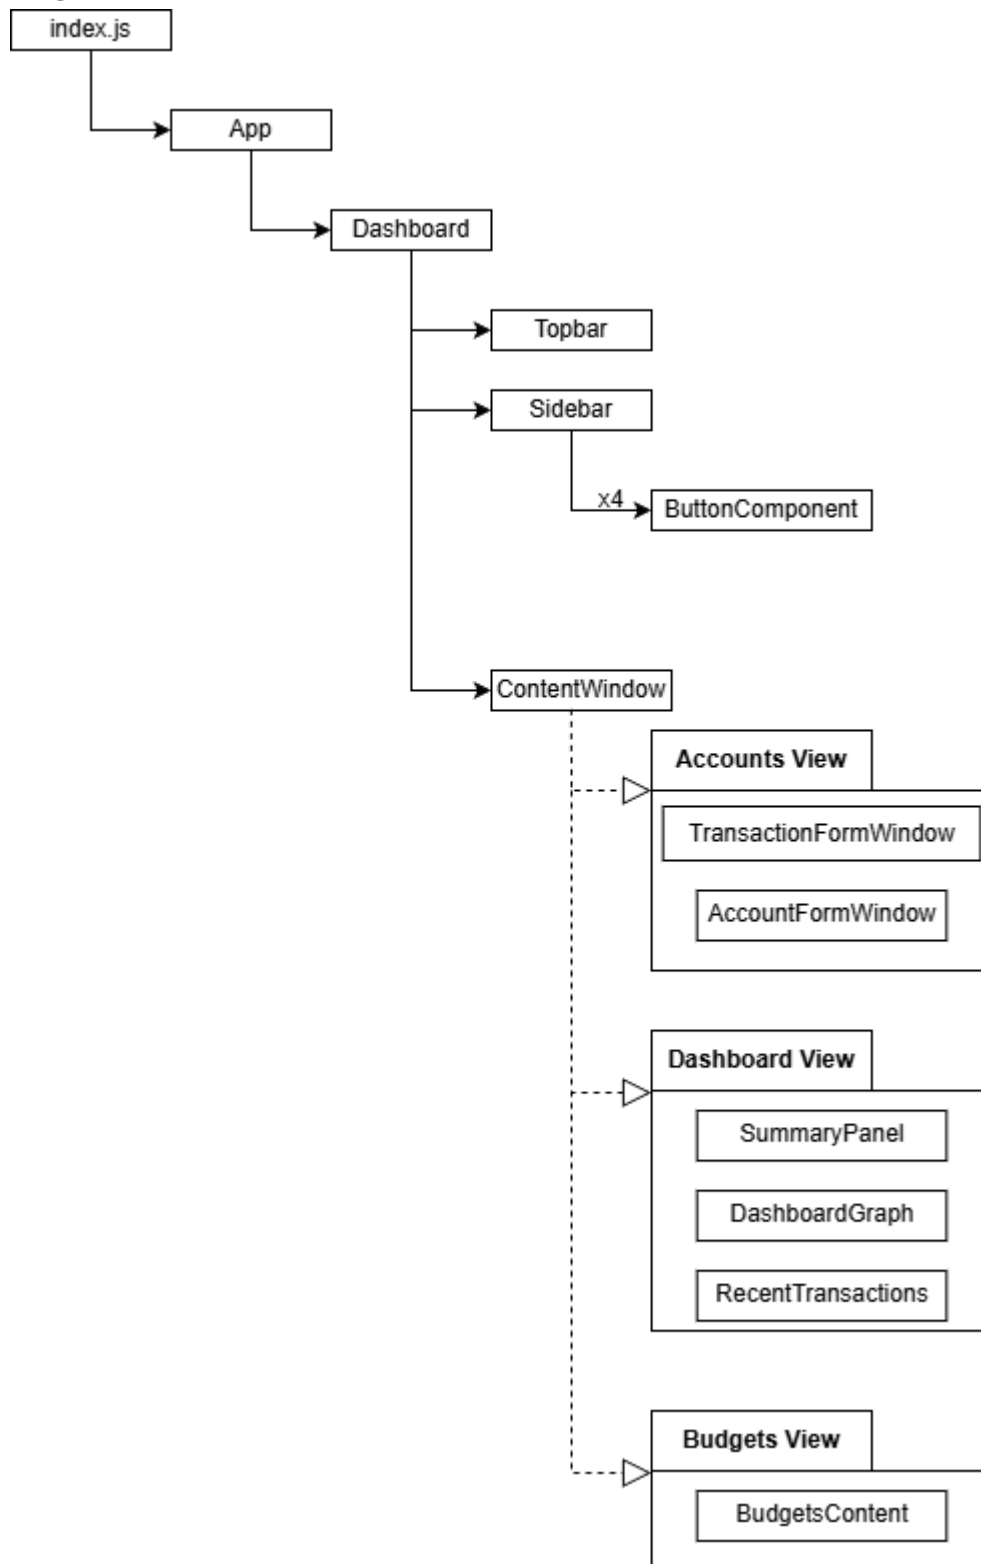 index.js
App
Dashboard
Topbar
Sidebar
x4
ButtonComponent
ContentWindow
Accounts View
TransactionFormWindow
AccountFormWindow
Dashboard View
SummaryPanel
DashboardGraph
RecentTransactions
Budgets View
BudgetsContent